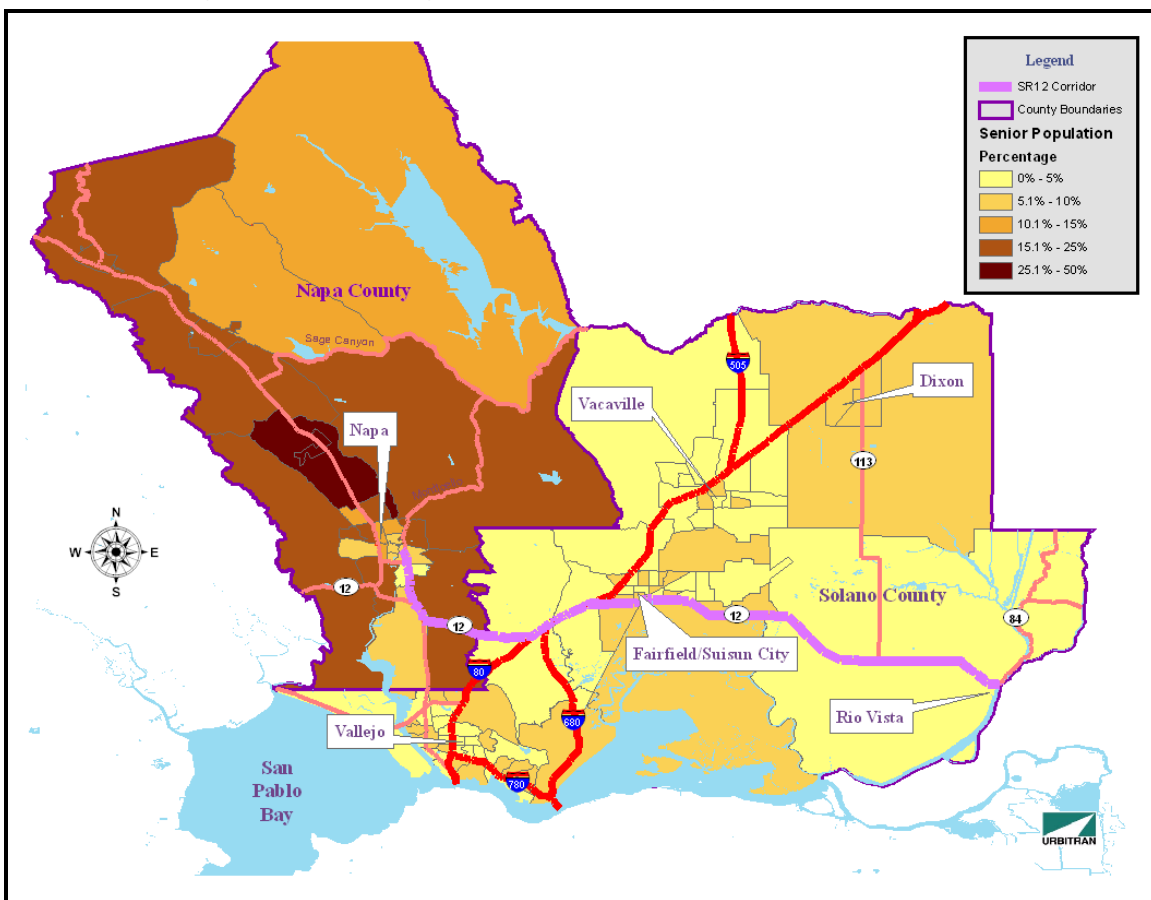 Legend
SR12 Corridor
County Boundaries
Senior Population
Percentage
0% - 5%
5.1% - 10%
10.1% - 15%
15.1% - 25%
25.1% - 50%
Napa County
Sage Canyon
505
Dixon
Vacaville
Napa
113
Monticello
N
W
E
S
12
12
12
Solano County
84
Fairfield/Suisun City
80
680
Rio Vista
Vallejo
780
San
Pablo
Bay
URBITRAN